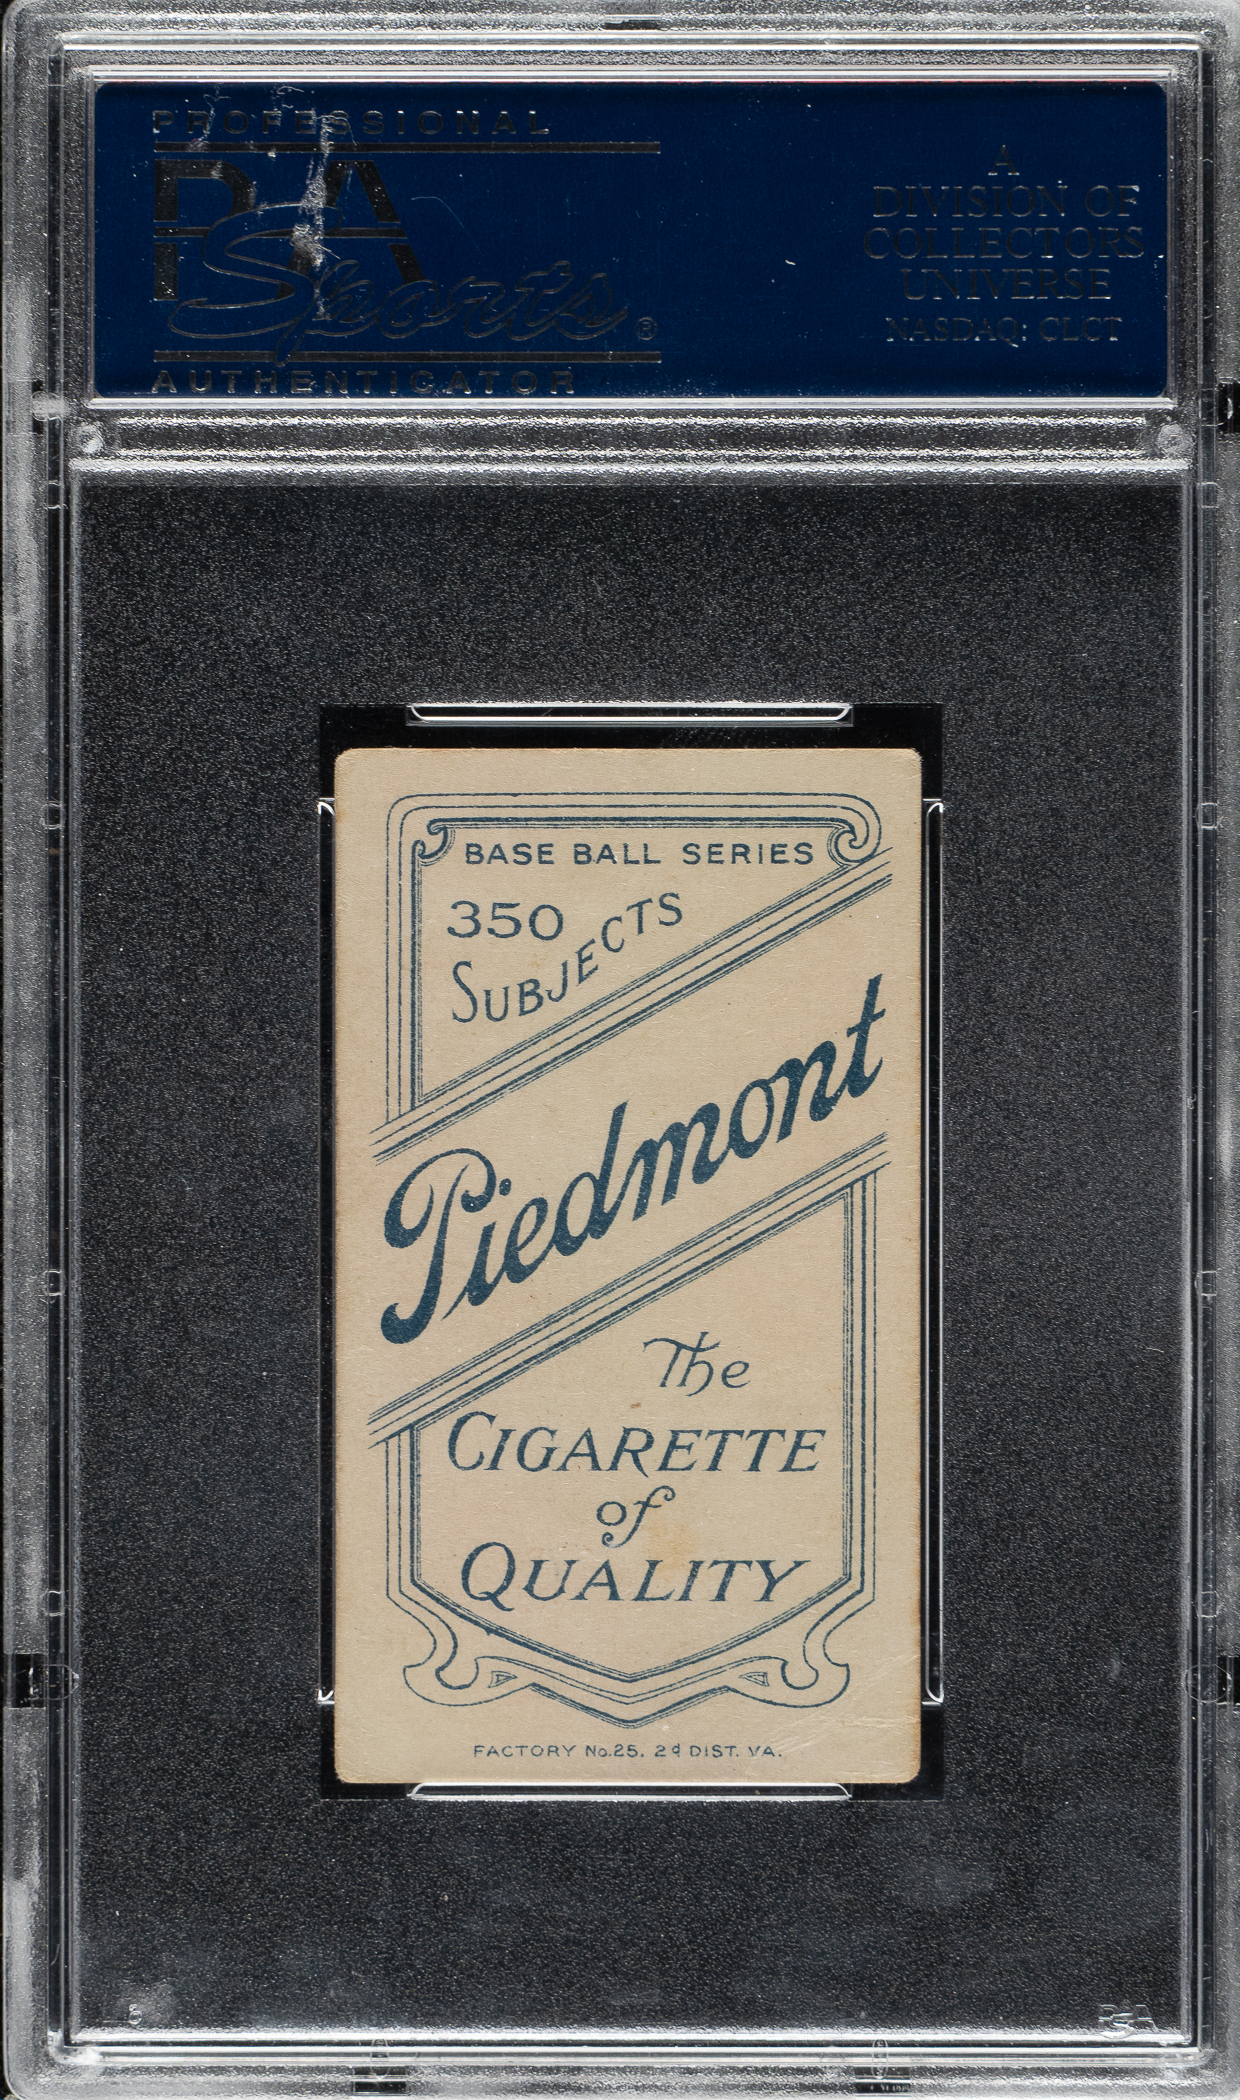 PROFESSIONAL
PSA
Sports ®
AUTHENTICATOR
A
DIVISION OF
COLLECTORS
UNIVERSE
NASDAQ: CLCT
BASE BALL SERIES
350
SUBJECTS
Piedmont
The
CIGARETTE
of
QUALITY
FACTORY No.25. 2d DIST. VA.
PSA